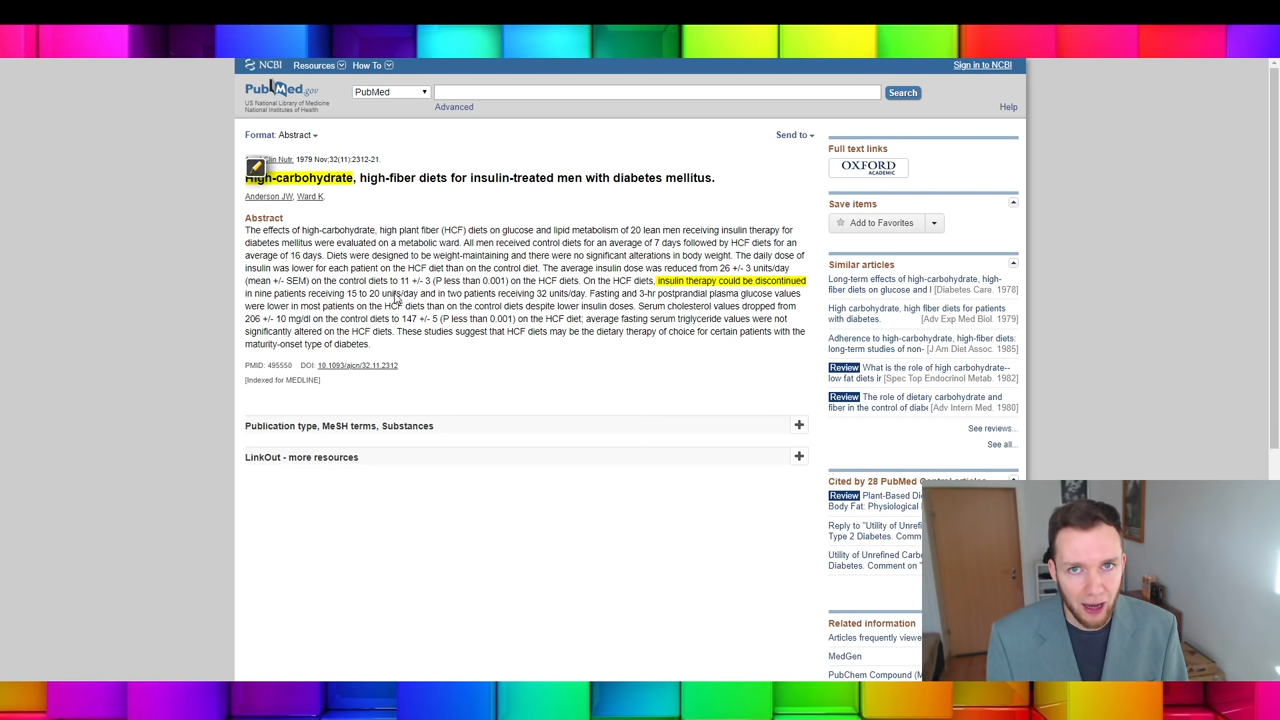 NCBI Resources How To Sign in to NCBI
PubMed.gov
US National Library of Medicine
National Institutes of Health
PubMed
Search
Advanced
Help
Format: Abstract
Send to
Clin Nutr. 1979 Nov;32(11):2312-21.
High-carbohydrate, high-fiber diets for insulin-treated men with diabetes mellitus.
Anderson JW, Ward K.
Abstract
The effects of high-carbohydrate, high plant fiber (HCF) diets on glucose and lipid metabolism of 20 lean men receiving insulin therapy for
diabetes mellitus were evaluated on a metabolic ward. All men received control diets for an average of 7 days followed by HCF diets for an
average of 16 days. Diets were designed to be weight-maintaining and there were no significant alterations in body weight. The daily dose of
insulin was lower for each patient on the HCF diet than on the control diet. The average insulin dose was reduced from 26 +/- 3 units/day
(mean +/- SEM) on the control diets to 11 +/- 3 (P less than 0.001) on the HCF diets. On the HCF diets, insulin therapy could be discontinued
in nine patients receiving 15 to 20 units/day and in two patients receiving 32 units/day. Fasting and 3-hr postprandial plasma glucose values
were lower in most patients on the HCF diets than on the control diets despite lower insulin doses. Serum cholesterol values dropped from
206 +/- 10 mg/dl on the control diets to 147 +/- 5 (P less than 0.001) on the HCF diet; average fasting serum triglyceride values were not
significantly altered on the HCF diets. These studies suggest that HCF diets may be the dietary therapy of choice for certain patients with the
maturity-onset type of diabetes.
PMID: 495550 DOI: 10.1093/ajcn/32.11.2312
[Indexed for MEDLINE]
Publication type, MeSH terms, Substances
LinkOut - more resources
Full text links
OXFORD
ACADEMIC
Save items
Add to Favorites
Similar articles
Long-term effects of high-carbohydrate, high-
fiber diets on glucose and l [Diabetes Care. 1978]
High carbohydrate, high fiber diets for patients
with diabetes. [Adv Exp Med Biol. 1979]
Adherence to high-carbohydrate, high-fiber diets:
long-term studies of non- [J Am Diet Assoc. 1985]
Review What is the role of high carbohydrate--
low fat diets ir [Spec Top Endocrinol Metab. 1982]
Review The role of dietary carbohydrate and
fiber in the control of diabe [Adv Intern Med. 1980]
See reviews...
See all...
Cited by 28 PubMed Central articles
Review Plant-Based Die
Body Fat: Physiological
Reply to "Utility of Unrefi
Type 2 Diabetes. Comm
Utility of Unrefined Carb
Diabetes. Comment on "
Related information
Articles frequently viewe
MedGen
PubChem Compound (M